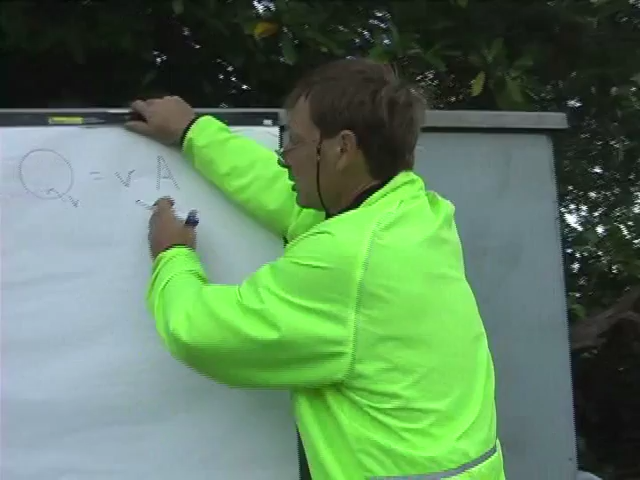 Q = v A